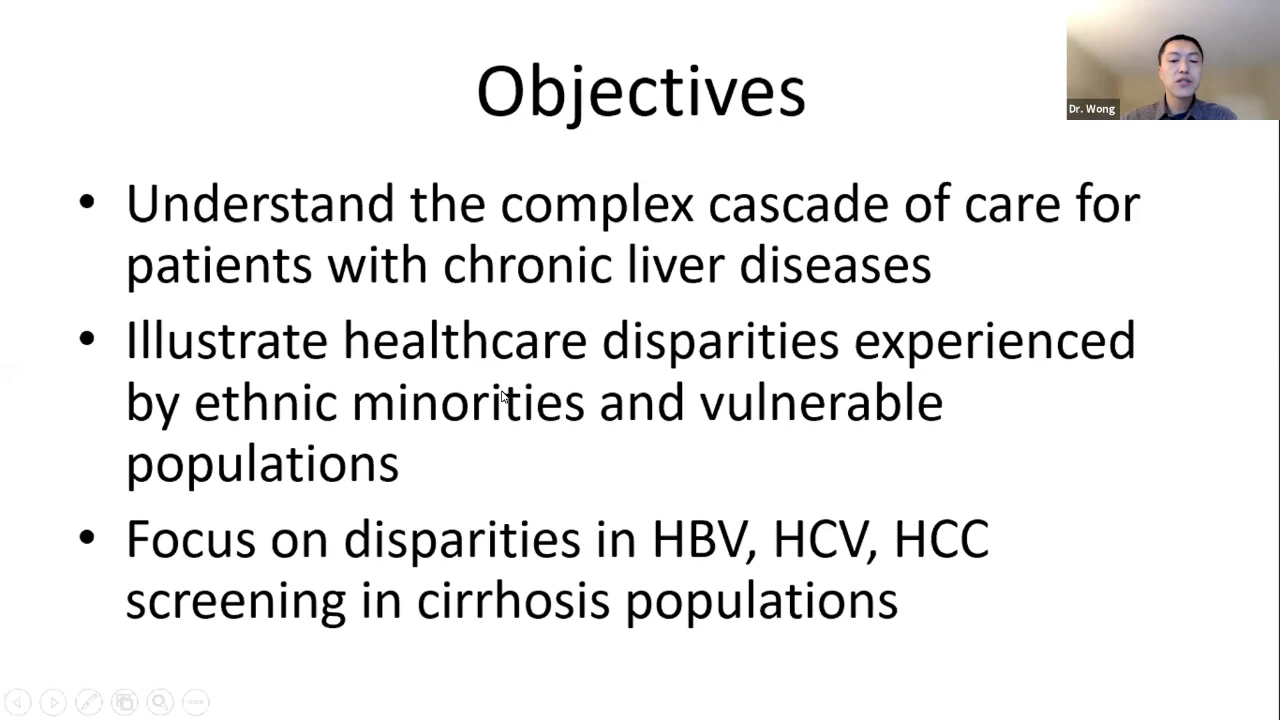 Objectives
Dr. Wong
• Understand the complex cascade of care for
patients with chronic liver diseases
• Illustrate healthcare disparities experienced
by ethnic minorities and vulnerable
populations
• Focus on disparities in HBV, HCV, HCC
screening in cirrhosis populations